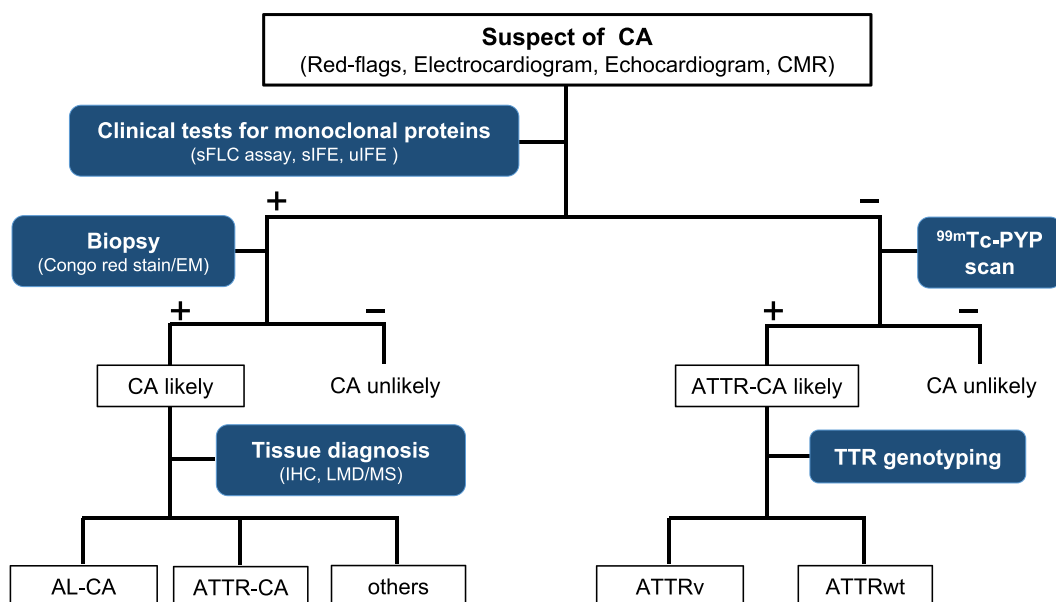 Suspect of CA
(Red-flags, Electrocardiogram, Echocardiogram, CMR)
Clinical tests for monoclonal proteins
(sFLC assay, sIFE, uIFE )
+
−
Biopsy
(Congo red stain/EM)
99mTc-PYP
scan
+
−
+
−
CA likely
CA unlikely
ATTR-CA likely
CA unlikely
Tissue diagnosis
(IHC, LMD/MS)
TTR genotyping
AL-CA
ATTR-CA
others
ATTRv
ATTRwt